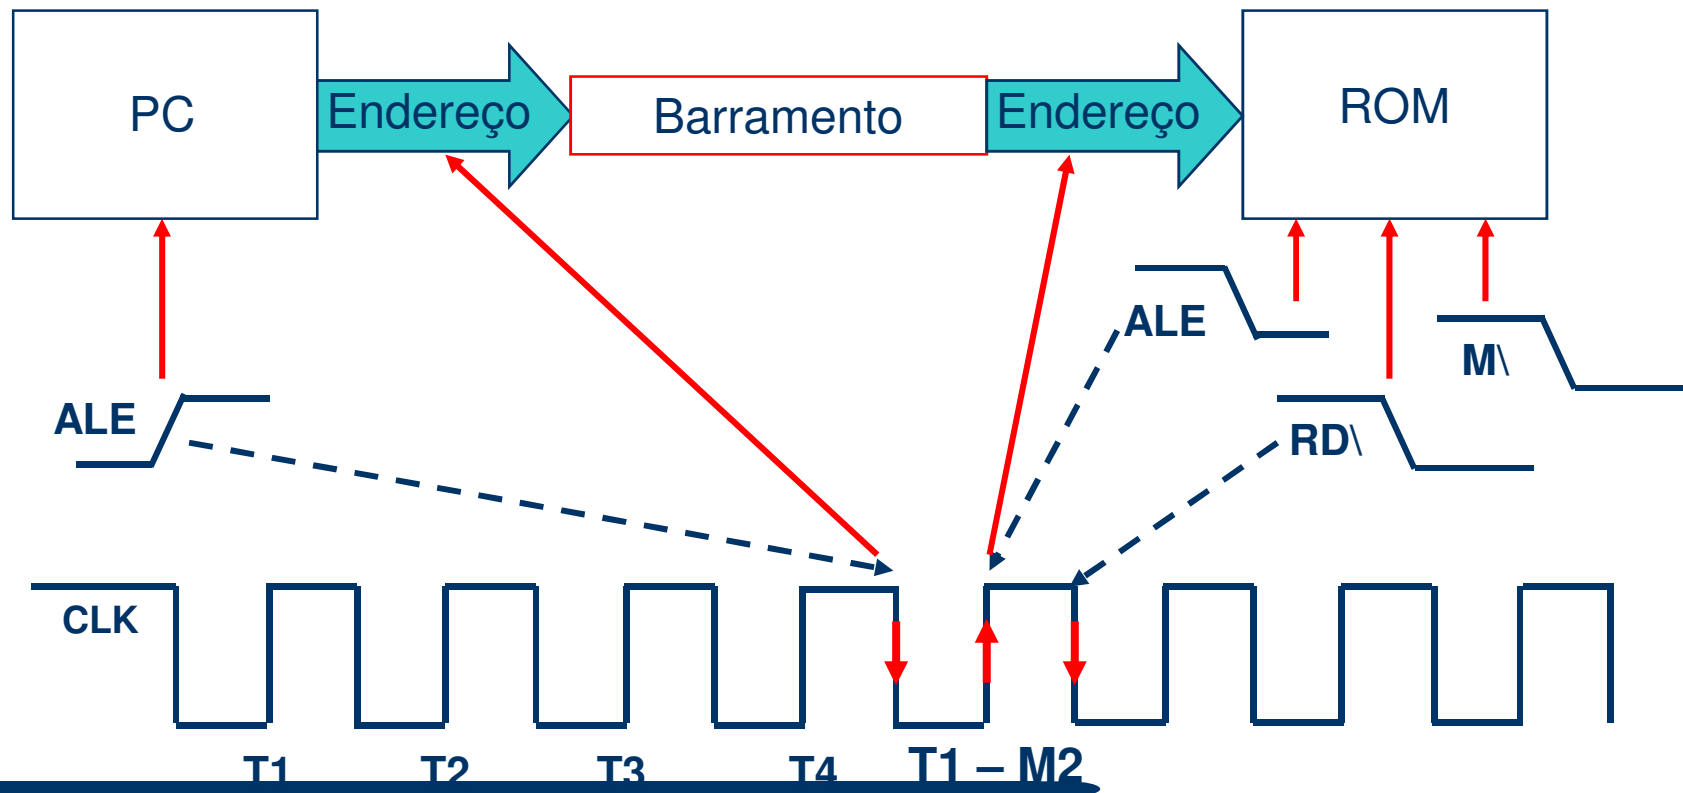 PC
Endereço
Barramento
Endereço
ROM
ALE
M\
ALE
RD\
CLK
T1
T2
T3
T4
T1 – M2